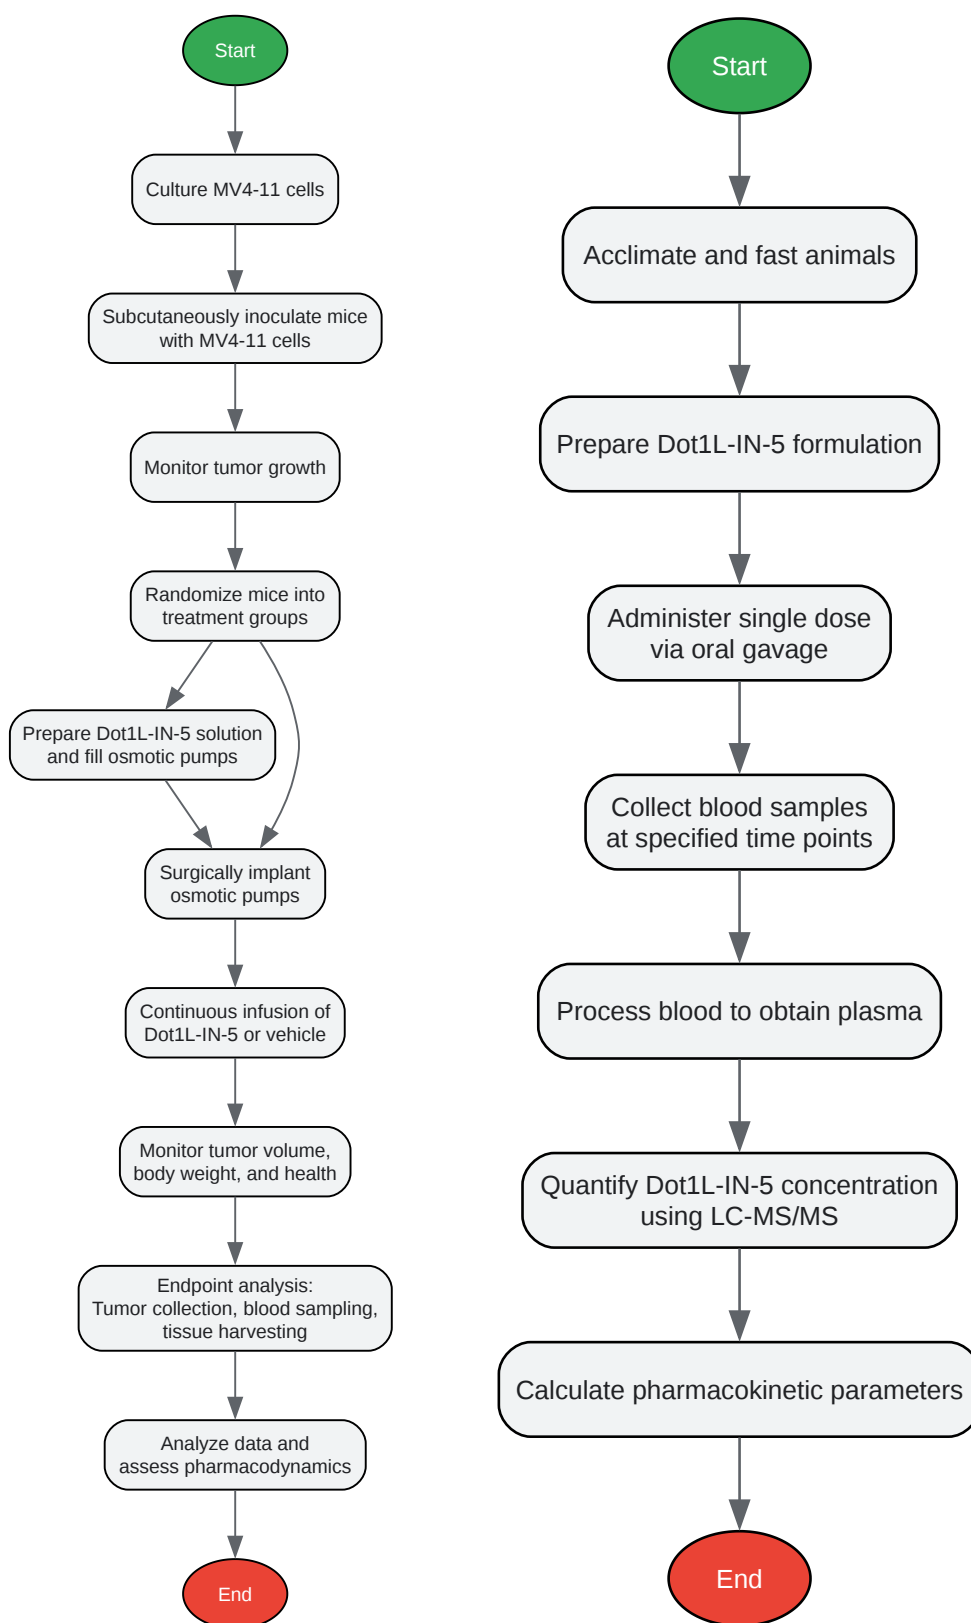 Start
Culture MV4-11 cells
Subcutaneously inoculate mice
with MV4-11 cells
Monitor tumor growth
Randomize mice into
treatment groups
Prepare Dot1L-IN-5 solution
and fill osmotic pumps
Surgically implant
osmotic pumps
Continuous infusion of
Dot1L-IN-5 or vehicle
Monitor tumor volume,
body weight, and health
Endpoint analysis:
Tumor collection, blood sampling,
tissue harvesting
Analyze data and
assess pharmacodynamics
End
Start
Acclimate and fast animals
Prepare Dot1L-IN-5 formulation
Administer single dose
via oral gavage
Collect blood samples
at specified time points
Process blood to obtain plasma
Quantify Dot1L-IN-5 concentration
using LC-MS/MS
Calculate pharmacokinetic parameters
End